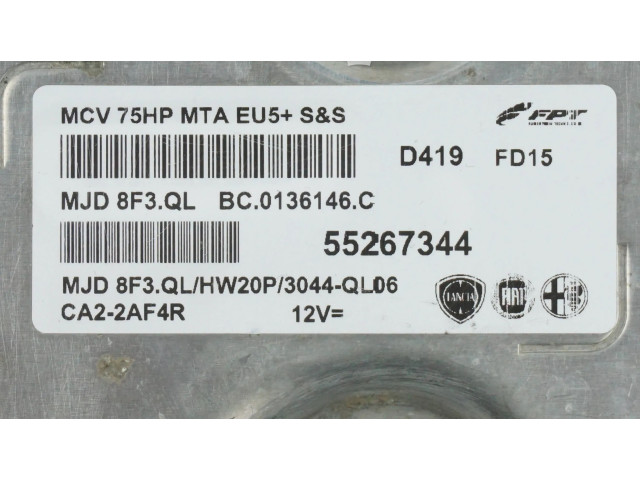 MCV 75HP MTA EU5+ S&S
FPT
D419 FD15
MJD 8F3.QL BC.0136146.C
55267344
MJD 8F3.QL/HW20P/3044-QL06
CA2-2AF4R 12V=
LANCIA FIAT